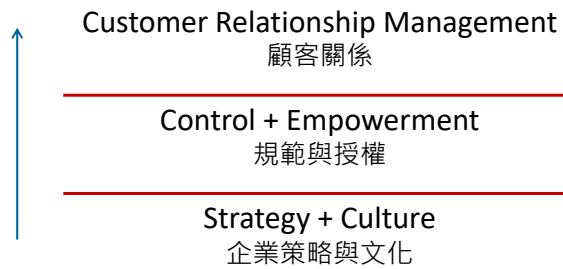 Customer Relationship Management
顧客關係
Control + Empowerment
規範與授權
Strategy + Culture
企業策略與文化